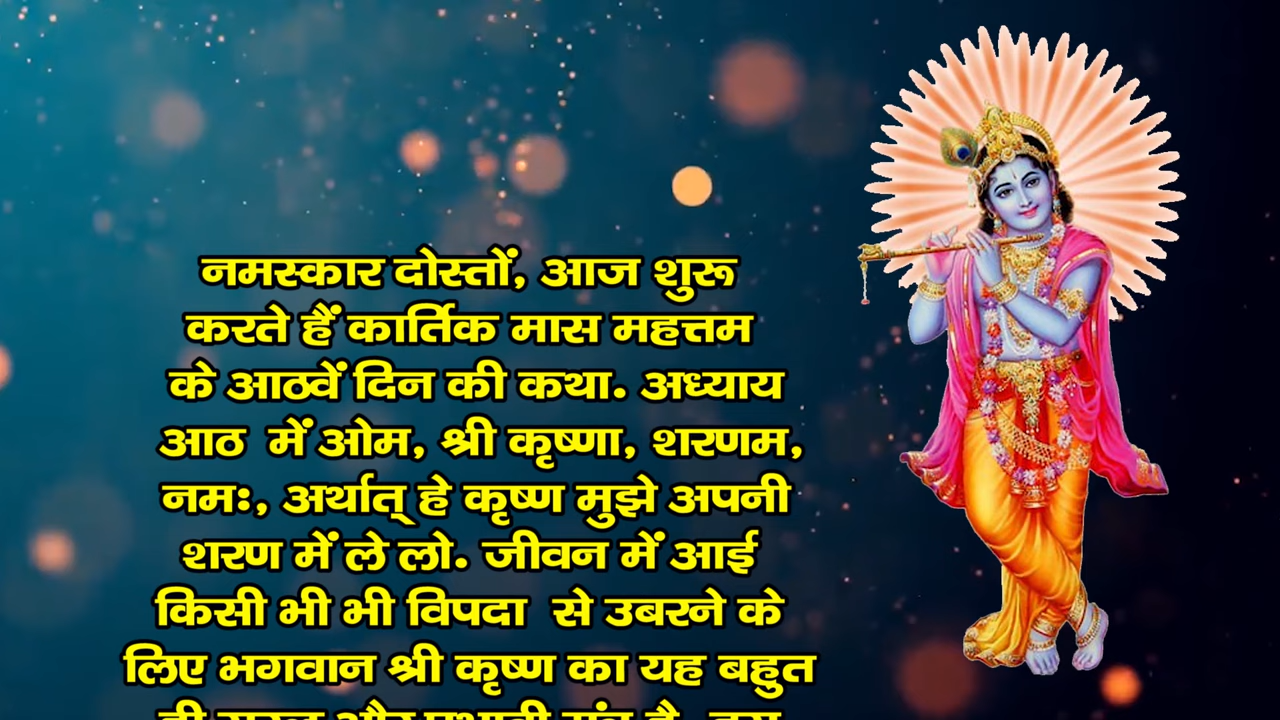 नमस्कार दोस्तों, आज शुरू
करते हैं कार्तिक मास महत्तम
के आठवें दिन की कथा. अध्याय
आठ में ओम, श्री कृष्णा, शरणम,
नमः, अर्थात् हे कृष्ण मुझे अपनी
शरण में ले लो. जीवन में आई
किसी भी भी विपदा से उबरने के
लिए भगवान श्री कृष्ण का यह बहुत